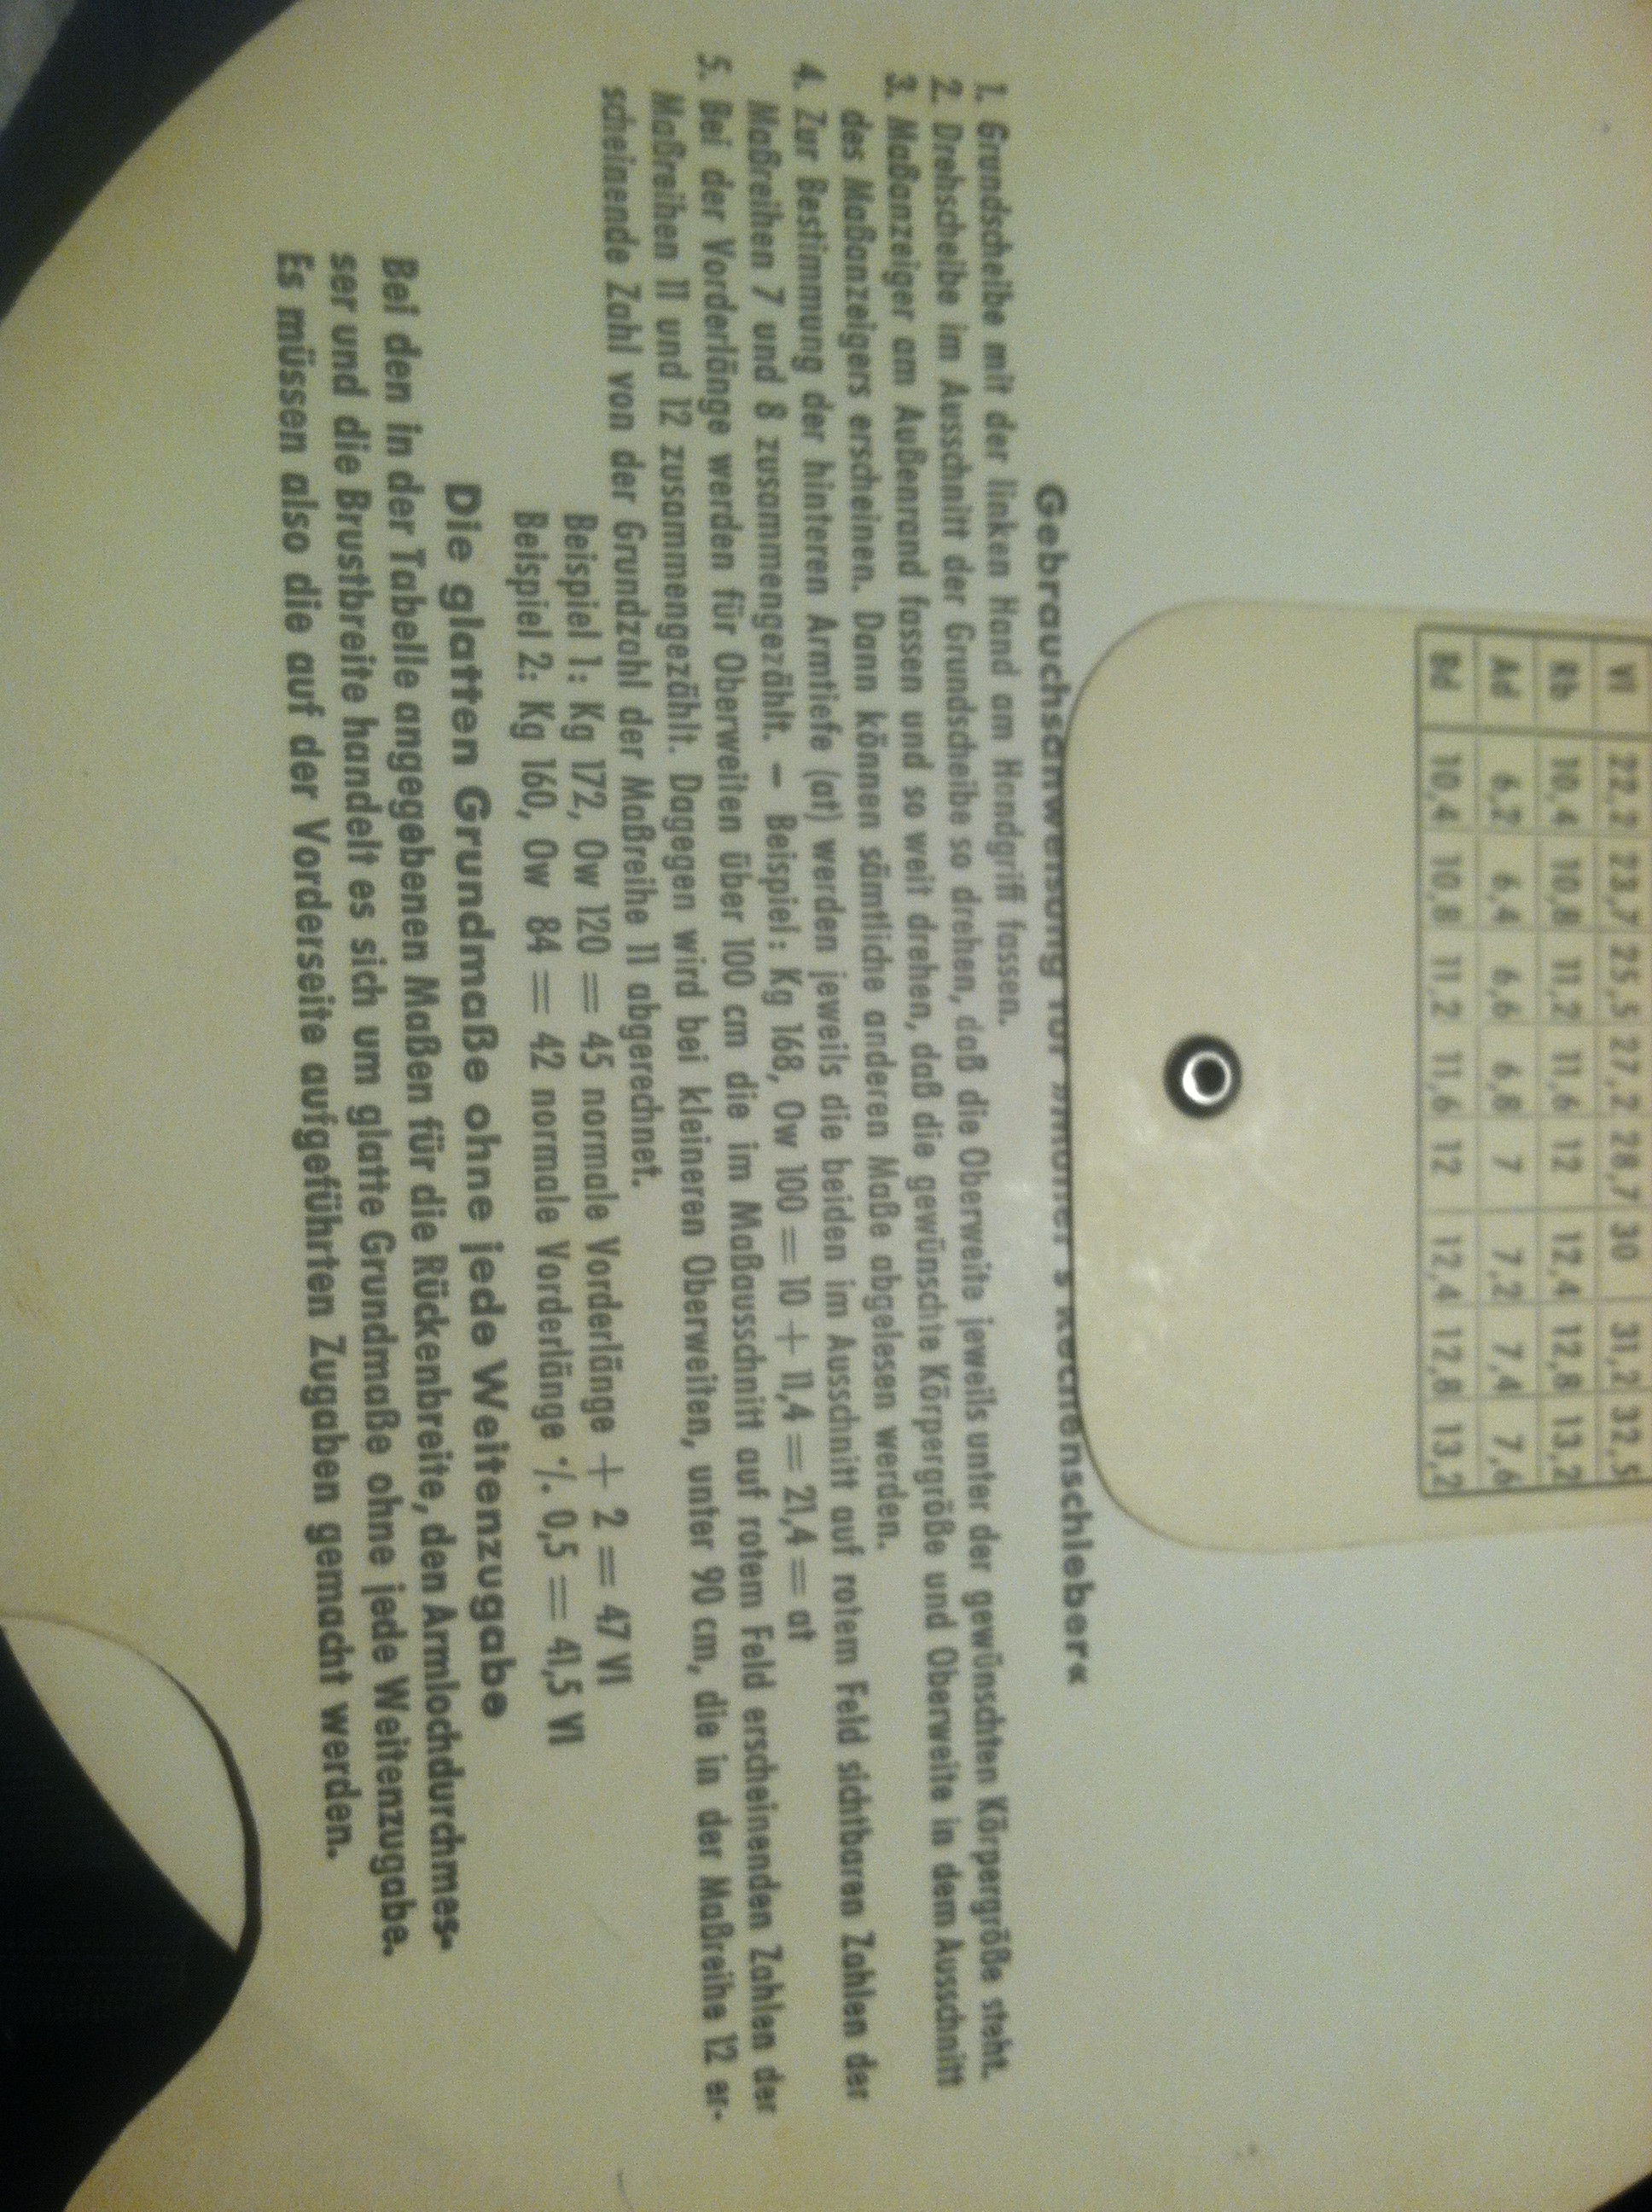 Vl 22,2 23,7 25,5 27,2 28,7 30 31,2 32,5
Rb 10,4 10,8 11,2 11,6 12 12,4 12,8 13,2
Ad 6,2 6,4 6,6 6,8 7 7,2 7,4 7,6
Bd 10,4 10,8 11,2 11,6 12 12,4 12,8 13,2
Gebrauchsanweisung für Rechenschieber«
1. Grundscheibe mit der linken Hand am Handgriff fassen.
2. Drehscheibe im Ausschnitt der Grundscheibe so drehen, daß die Oberweite jeweils unter der gewünschten Körpergröße steht.
3. Maßanzeiger am Außenrand fassen und so weit drehen, daß die gewünschte Körpergröße und Oberweite in dem Ausschnitt
des Maßanzeigers erscheinen. Dann können sämtliche anderen Maße abgelesen werden.
4. Zur Bestimmung der hinteren Armtiefe (at) werden jeweils die beiden im Ausschnitt auf rotem Feld sichtbaren Zahlen der
Maßreihen 7 und 8 zusammengezählt. — Beispiel: Kg 168, Ow 100 = 10 + 11,4 = 21,4 = at
5. Bei der Vorderlänge werden für Oberweiten über 100 cm die im Maßausschnitt auf rotem Feld erscheinenden Zahlen der
Maßreihen 11 und 12 zusammengezählt. Dagegen wird bei kleineren Oberweiten, unter 90 cm, die in der Maßreihe 12 er-
scheinende Zahl von der Grundzahl der Maßreihe 11 abgerechnet.
Beispiel 1: Kg 172, Ow 120 = 45 normale Vorderlänge + 2 = 47 Vl
Beispiel 2: Kg 160, Ow 84 = 42 normale Vorderlänge ·/. 0,5 = 41,5 Vl
Die glatten Grundmaße ohne jede Weitenzugabe
Bei den in der Tabelle angegebenen Maßen für die Rückenbreite, den Armlochdurchmes-
ser und die Brustbreite handelt es sich um glatte Grundmaße ohne jede Weitenzugabe.
Es müssen also die auf der Vorderseite aufgeführten Zugaben gemacht werden.